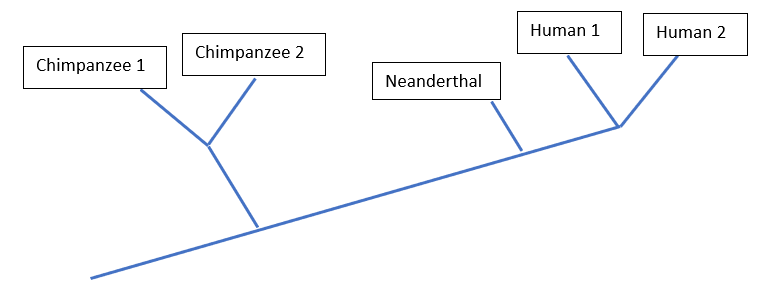 Chimpanzee 1
Chimpanzee 2
Neanderthal
Human 1
Human 2